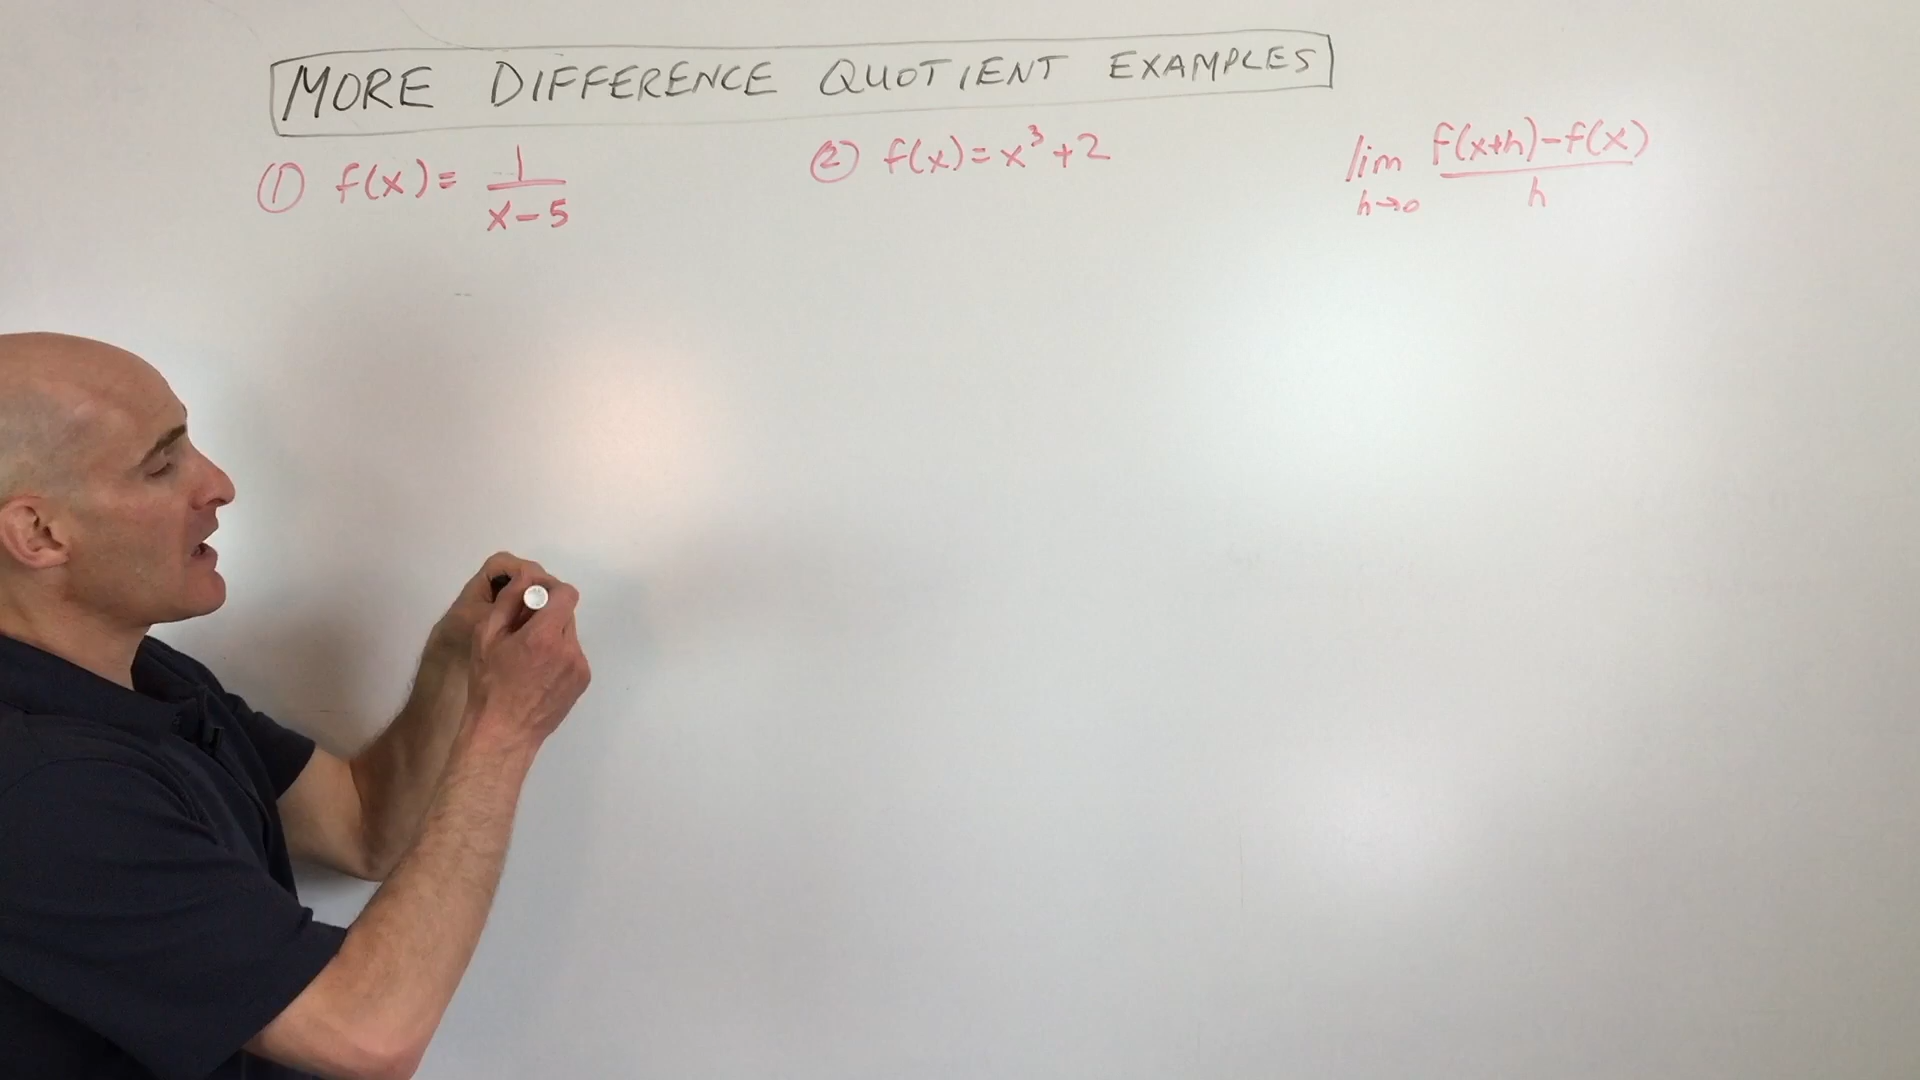 MORE DIFFERENCE QUOTIENT EXAMPLES
① f(x) = 1/(x-5)
② f(x) = x³+2
lim h→0 (f(x+h)-f(x))/h